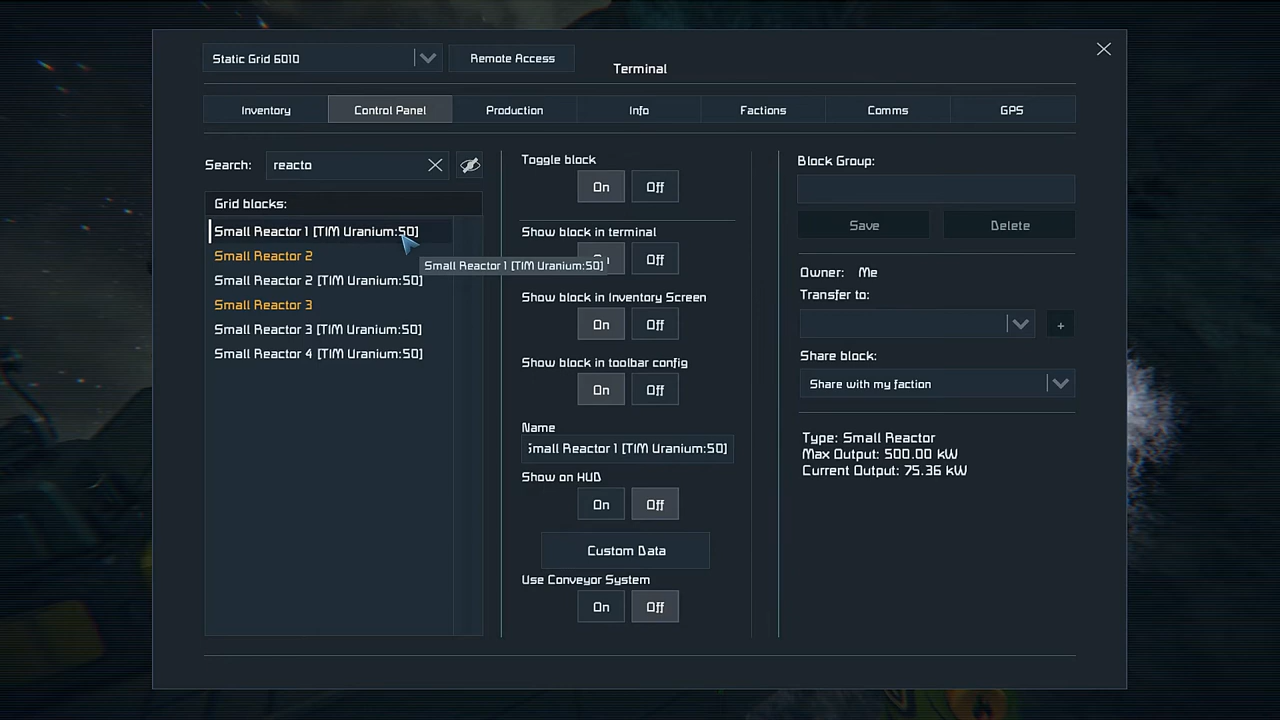 Static Grid 6010
Remote Access
Terminal
Inventory
Control Panel
Production
Info
Factions
Comms
GPS
Search:
reacto
Grid blocks:
Small Reactor 1 [TIM Uranium:50]
Small Reactor 1 [TIM Uranium:50]
Small Reactor 2
Small Reactor 2 [TIM Uranium:50]
Small Reactor 3
Small Reactor 3 [TIM Uranium:50]
Small Reactor 4 [TIM Uranium:50]
Toggle block
On
Off
Show block in terminal
Off
Show block in Inventory Screen
On
Off
Show block in toolbar config
On
Off
Name
Small Reactor 1 [TIM Uranium:50]
Show on HUD
On
Off
Custom Data
Use Conveyor System
On
Off
Block Group:
Save
Delete
Owner: Me
Transfer to:
+
Share block:
Share with my faction
Type: Small Reactor
Max Output: 500.00 kW
Current Output: 75.36 kW